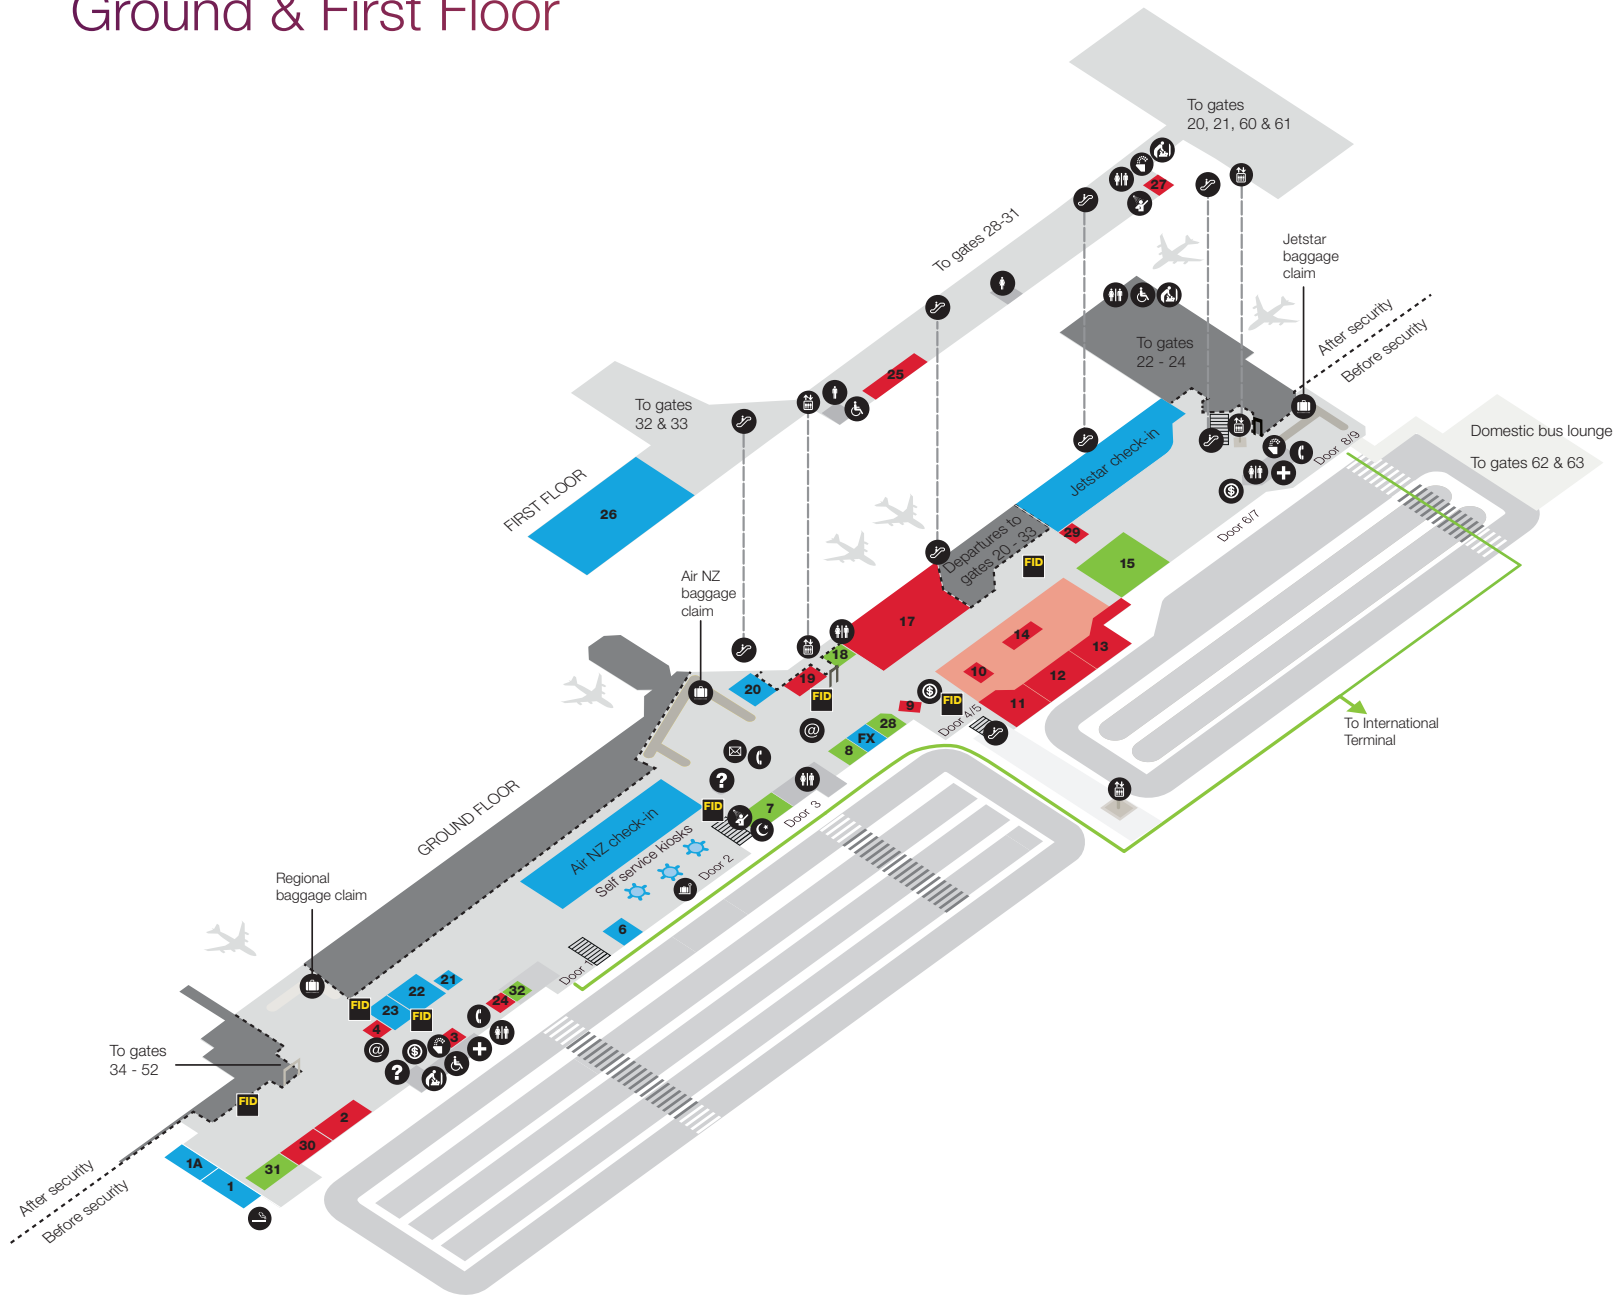 Ground & First Floor
To gates
20, 21, 60 & 61
27
To gates 28-31
Jetstar
baggage
claim
After security
Before security
To gates
22 - 24
25
To gates
32 & 33
FIRST FLOOR
26
Jetstar check-in
Door 8/9
Domestic bus lounge
To gates 62 & 63
Door 6/7
Departures to
gates 20 - 33
29
FID
15
Air NZ
baggage
claim
17
14
13
18
10
12
20
19
FID
11
9
FID
Door 4/5
@
28
FX
8
To International
Terminal
?
FID
7
Door 3
GROUND FLOOR
Air NZ check-in
Self service kiosks
Door 2
Regional
baggage claim
6
Door 1
21
22
32
24
FID
23
FID
4
3
@
?
To gates
34 - 52
FID
2
30
31
1A
1
After security
Before security